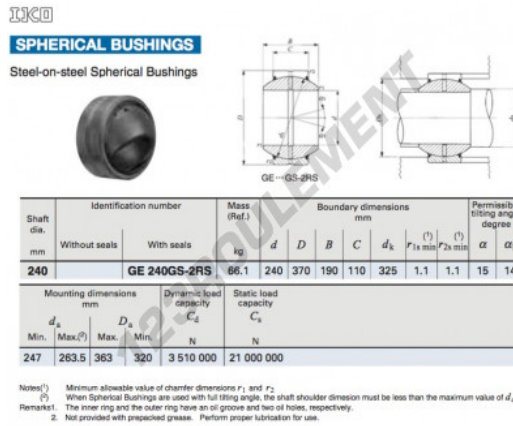 IKO
SPHERICAL BUSHINGS
Steel-on-steel Spherical Bushings
B
C
D
d
GE…GS-2RS
123ROULEMENT
Shaft dia. mm
Identification number
Without seals
With seals
Mass (Ref.) kg
Boundary dimensions mm
d D B C dk r1s min (1) r2s min (1)
Permissib tilting ang degree
α α
240 GE 240GS-2RS 66.1 240 370 190 110 325 1.1 1.1 15 14
Mounting dimensions mm
da Da
Min. Max.(2) Max. Min.
Dynamic load capacity Cd N
Static load capacity Cs N
247 263.5 363 320 3 510 000 21 000 000
Notes(1) Minimum allowable value of chamfer dimensions r1 and r2
(2) When Spherical Bushings are used with full tilting angle, the shaft shoulder dimesion must be less than the maximum value of d
Remarks1. The inner ring and the outer ring have an oil groove and two oil holes, respectively.
2. Not provided with prepacked grease. Perform proper lubrication for use.